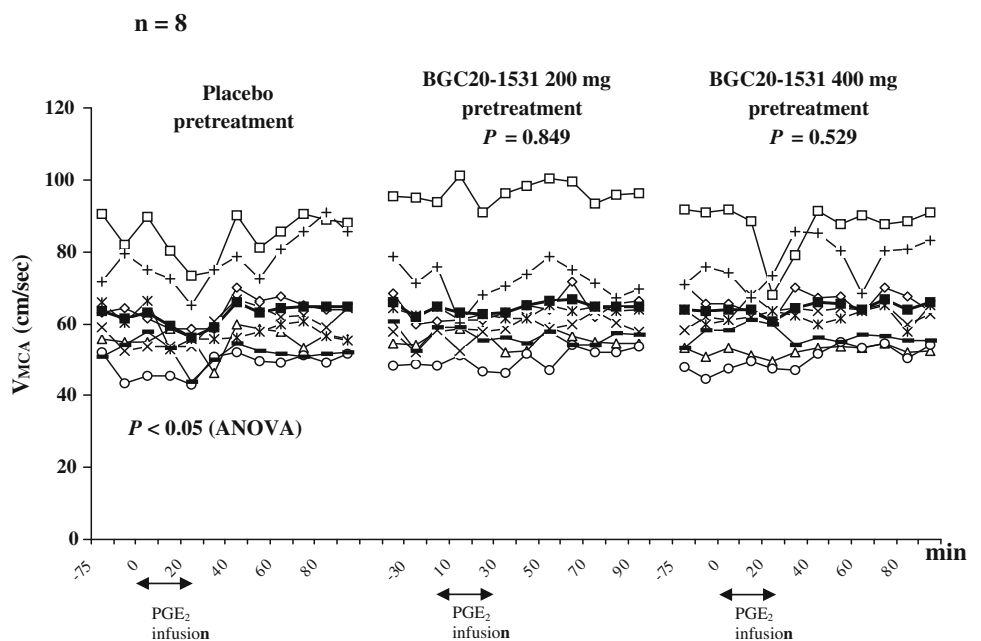 n = 8
Placebo
pretreatment
BGC20-1531 200 mg
pretreatment
P = 0.849
BGC20-1531 400 mg
pretreatment
P = 0.529
120
100
80
60
40
20
0
VMCA (cm/sec)
P < 0.05 (ANOVA)
-75 0 20 40 60 80 -30 10 30 50 70 90 -75 0 20 40 60 80
min
PGE2
infusion
PGE2
infusion
PGE2
infusion